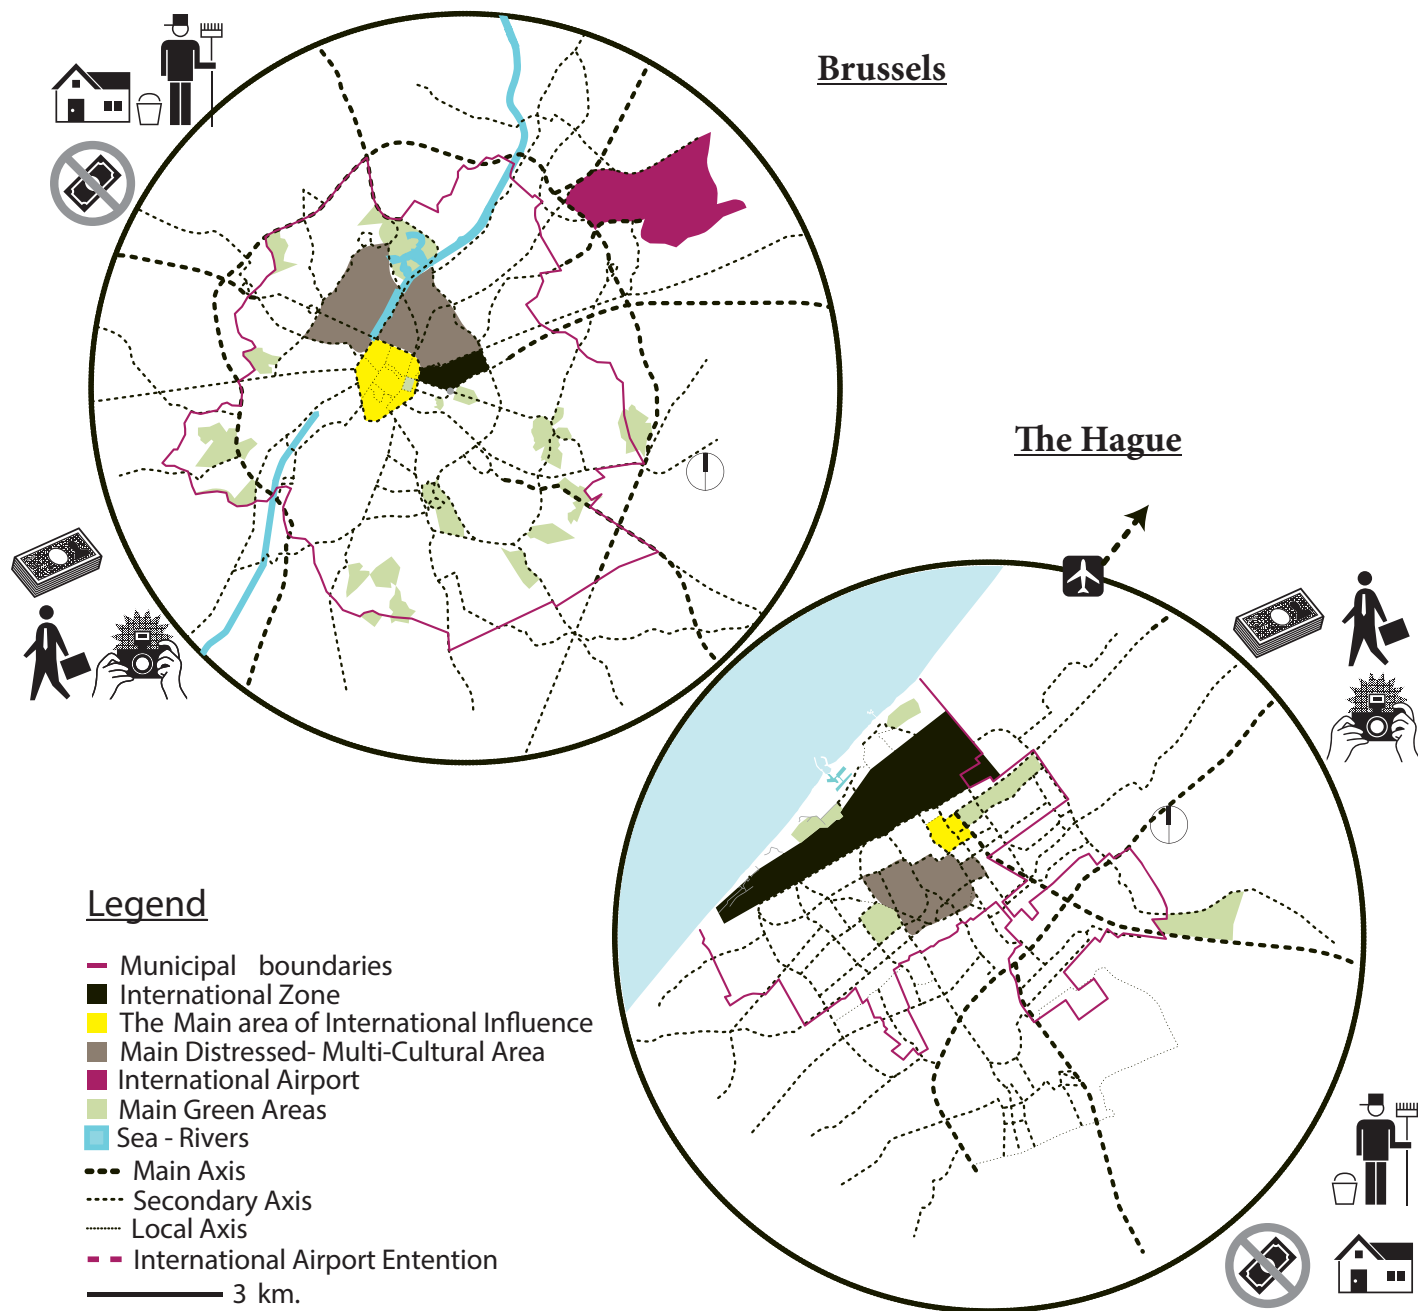 Brussels
The Hague
Legend
Municipal boundaries
International Zone
The Main area of International Influence
Main Distressed- Multi-Cultural Area
International Airport
Main Green Areas
Sea - Rivers
Main Axis
Secondary Axis
Local Axis
International Airport Entention
3 km.